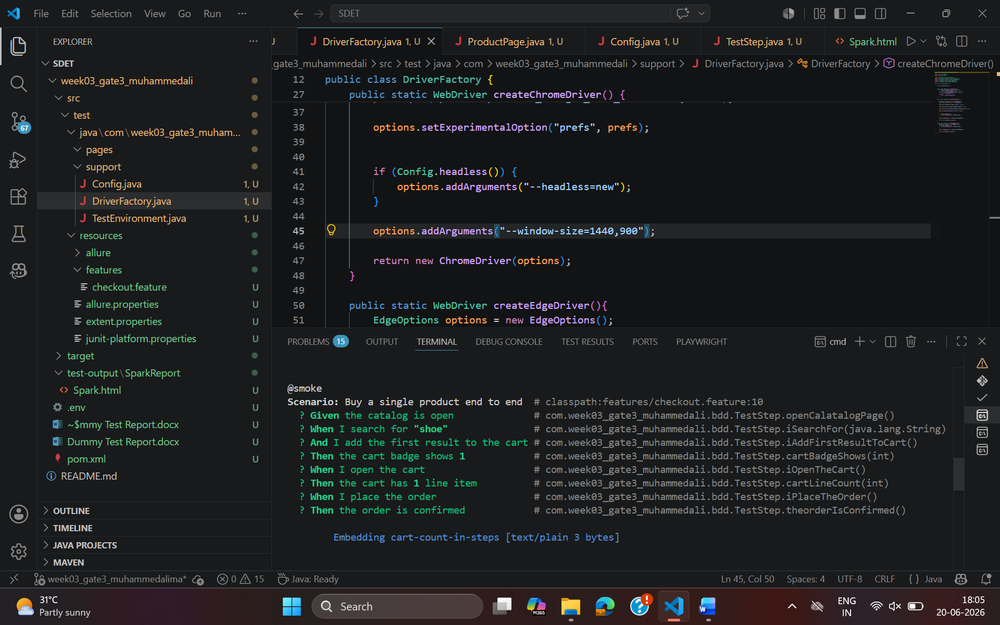 File Edit Selection View Go Run ···
SDET
EXPLORER
SDET
week03_gate3_muhammedali
src
test
java\com\week03_gate3_muham...
pages
support
Config.java 1, U
DriverFactory.java 1, U
TestEnvironment.java 1, U
resources
allure
features
checkout.feature U
allure.properties U
extent.properties U
junit-platform.properties U
target
test-output\SparkReport
Spark.html U
.env U
~$mmy Test Report.docx U
Dummy Test Report.docx U
pom.xml U
README.md
OUTLINE
TIMELINE
JAVA PROJECTS
MAVEN
67
U
DriverFactory.java 1, U
ProductPage.java 1, U
Config.java 1, U
TestStep.java 1, U
Spark.html
_gate3_muhammedali > src > test > java > com > week03_gate3_muhammedali > support > DriverFactory.java > DriverFactory > createChromeDriver()
12 public class DriverFactory {
27 public static WebDriver createChromeDriver() {
37
38 options.setExperimentalOption("prefs", prefs);
39
40
41 if (Config.headless()) {
42 options.addArguments("--headless=new");
43 }
44
45 options.addArguments("--window-size=1440,900");
46
47 return new ChromeDriver(options);
48 }
49
50 public static WebDriver createEdgeDriver(){
51 EdgeOptions options = new EdgeOptions();
PROBLEMS 15 OUTPUT TERMINAL DEBUG CONSOLE TEST RESULTS PORTS PLAYWRIGHT
cmd
@smoke
Scenario: Buy a single product end to end # classpath:features/checkout.feature:10
? Given the catalog is open # com.week03_gate3_muhammedali.bdd.TestStep.openCalatalogPage()
? When I search for "shoe" # com.week03_gate3_muhammedali.bdd.TestStep.iSearchFor(java.lang.String)
? And I add the first result to the cart # com.week03_gate3_muhammedali.bdd.TestStep.iAddFirstResultToCart()
? Then the cart badge shows 1 # com.week03_gate3_muhammedali.bdd.TestStep.cartBadgeShows(int)
? When I open the cart # com.week03_gate3_muhammedali.bdd.TestStep.iOpenTheCart()
? Then the cart has 1 line item # com.week03_gate3_muhammedali.bdd.TestStep.cartLineCount(int)
? When I place the order # com.week03_gate3_muhammedali.bdd.TestStep.iPlaceTheOrder()
? Then the order is confirmed # com.week03_gate3_muhammedali.bdd.TestStep.theorderIsConfirmed()
Embedding cart-count-in-steps [text/plain 3 bytes]
week03_gate3_muhammedalima* 0 15 Java: Ready
Ln 45, Col 50 Spaces: 4 UTF-8 CRLF { } Java
31°C
Partly sunny
Search
M365
ENG
IN
18:05
20-06-2026